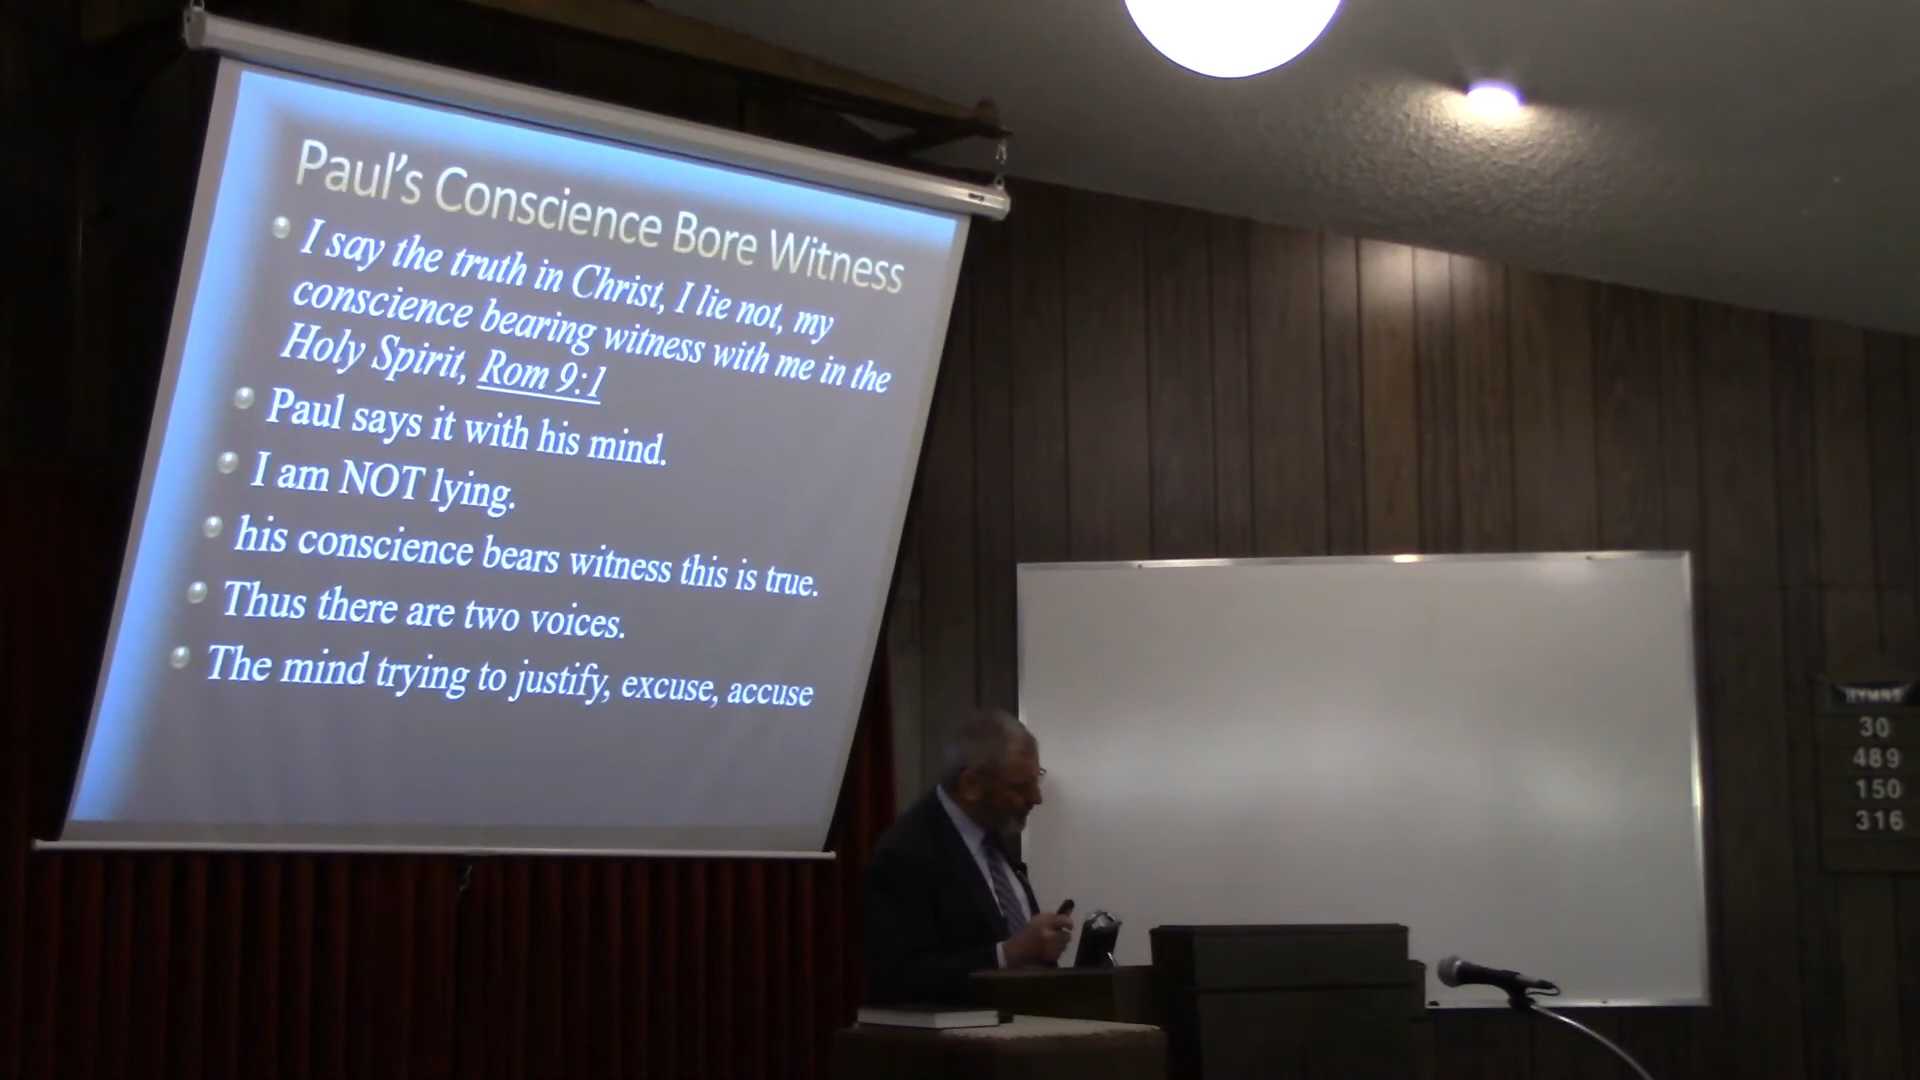 Paul's Conscience Bore Witness
I say the truth in Christ, I lie not, my
conscience bearing witness with me in the
Holy Spirit, Rom 9:1
Paul says it with his mind.
I am NOT lying.
his conscience bears witness this is true.
Thus there are two voices.
The mind trying to justify, excuse, accuse
HYMNS
30
489
150
316